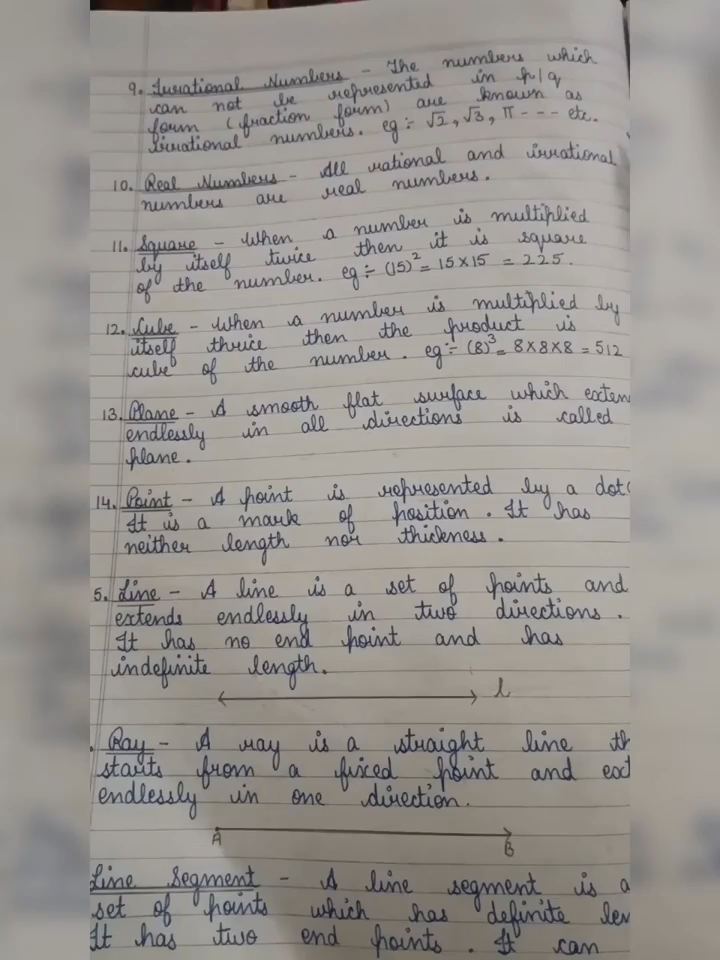 9. Irrational Numbers - The numbers which
can not be represented in p/q
form (fraction form) are known as
irrational numbers. eg:- √2, √3, π --- etc.
10. Real Numbers - All rational and irrational
numbers are real numbers.
11. Square - When a number is multiplied
by itself twice then it is square
of the number. eg:- (15)² = 15×15 = 225.
12. Cube - When a number is multiplied by
itself thrice then the product is
cube of the number. eg:- (8)³ = 8×8×8 = 512
13. Plane - A smooth flat surface which exten
endlessly in all directions is called
plane.
14. Point - A point is represented by a dot(
It is a mark of position. It has
neither length nor thickness.
5. Line - A line is a set of points and
extends endlessly in two directions.
It has no end point and has
indefinite length.
l
. Ray - A ray is a straight line th
starts from a fixed point and ext
endlessly in one direction.
A B
Line Segment - A line segment is a
set of points which has definite len
It has two end points. It can